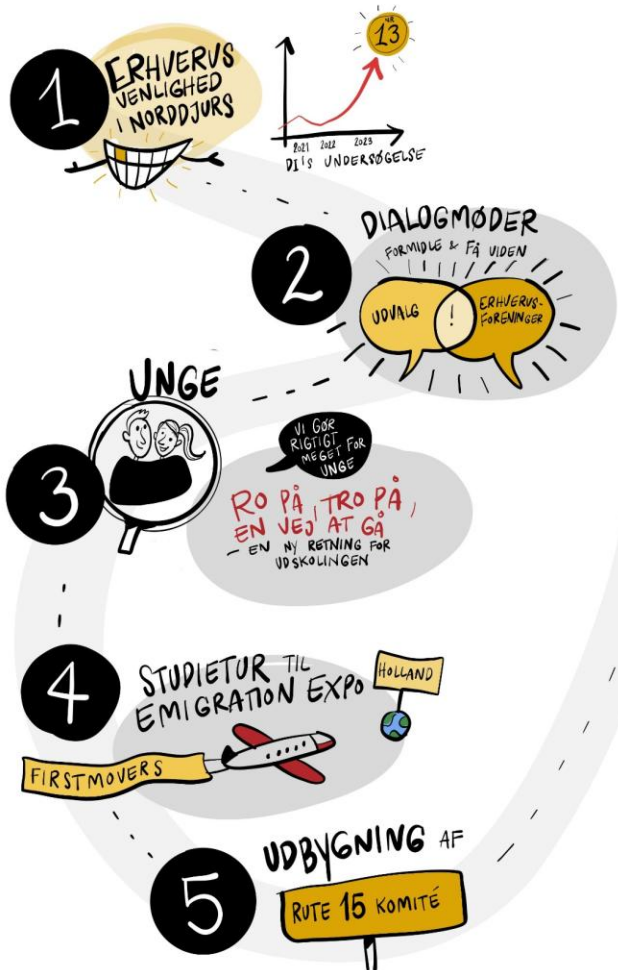 1
ERHVERVS
VENLIGHED
I NORDDJURS
NR
13
2021 2022 2023
DI'S UNDERSØGELSE
2
DIALOGMØDER
FORMIDLE & FÅ VIDEN
UDVALG
!
ERHVERVS-
FORENINGER
3
UNGE
VI GØR
RIGTIGT
MEGET FOR
UNGE
RO PÅ, TRO PÅ,
EN VEJ AT GÅ
– EN NY RETNING FOR
UDSKOLINGEN
4
STUDIETUR TIL
EMIGRATION EXPO
HOLLAND
FIRSTMOVERS
5
UDBYGNING AF
RUTE 15 KOMITÉ